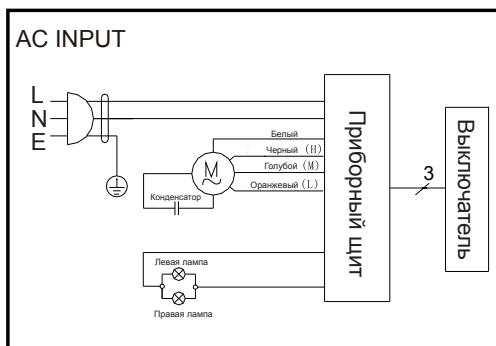 AC INPUT
L
N
E
Белый
Черный (H)
Голубой (M)
Оранжевый (L)
M
Конденсатор
Левая лампа
Правая лампа
Приборный щит
3
Выключатель